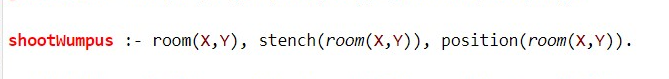 shootWumpus :- room(X,Y), stench(room(X,Y)), position(room(X,Y)).